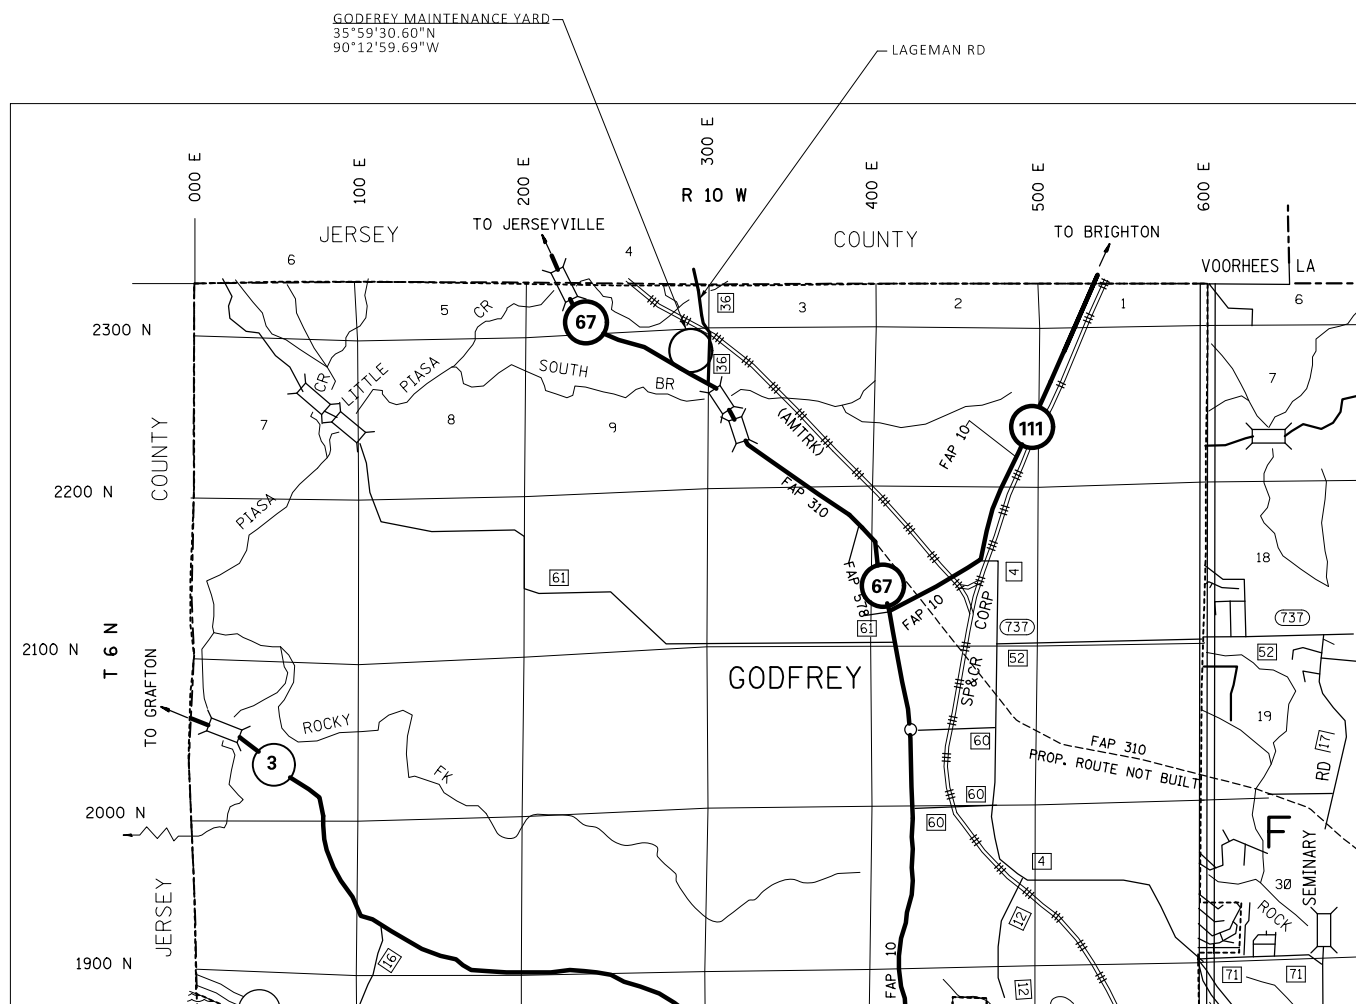 GODFREY MAINTENANCE YARD
35°59'30.60"N
90°12'59.69"W
LAGEMAN RD
000 E
100 E
200 E
300 E
400 E
500 E
600 E
R 10 W
TO JERSEYVILLE
JERSEY
COUNTY
TO BRIGHTON
VOORHEES LA
6
4
5
CR
36
3
2
1
6
2300 N
67
PIASA
SOUTH
BR
36
CR
LITTLE
7
7
8
9
(AMTRK)
FAP 10
111
COUNTY
2200 N
PIASA
FAP 310
18
61
FAP 578
67
FAP 10
4
CORP
737
737
61
52
52
2100 N
T 6 N
GODFREY
SP&CR
TO GRAFTON
ROCKY
19
3
FK
60
FAP 310
PROP. ROUTE NOT BUILT
RD
17
2000 N
60
60
F
4
SEMINARY
30
ROCK
JERSEY
12
16
1900 N
FAP 10
12
71
71